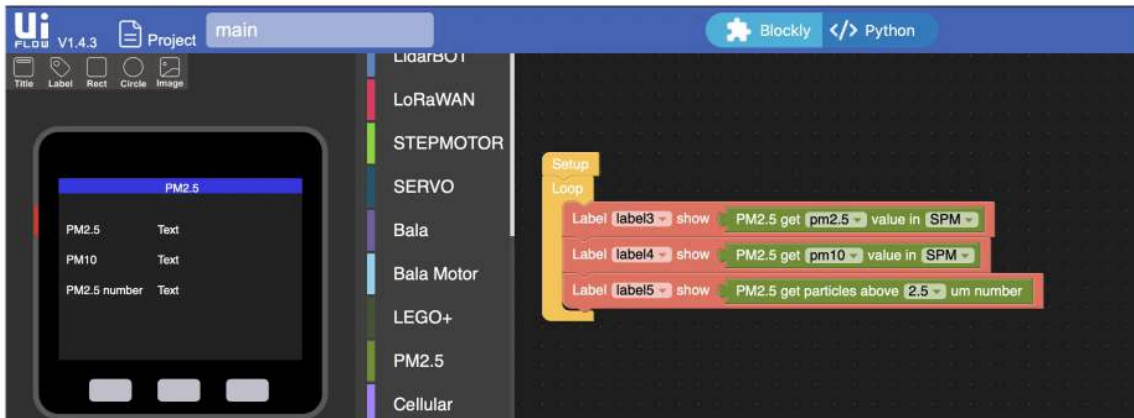 Ui
FLOW V1.4.3 Project main Blockly </> Python
Title Label Rect Circle Image
PM2.5
PM2.5 Text
PM10 Text
PM2.5 number Text
LidarBOT
LoRaWAN
STEPMOTOR
SERVO
Bala
Bala Motor
LEGO+
PM2.5
Cellular
Setup
Loop
Label label3 show PM2.5 get pm2.5 value in SPM
Label label4 show PM2.5 get pm10 value in SPM
Label label5 show PM2.5 get particles above 2.5 um number